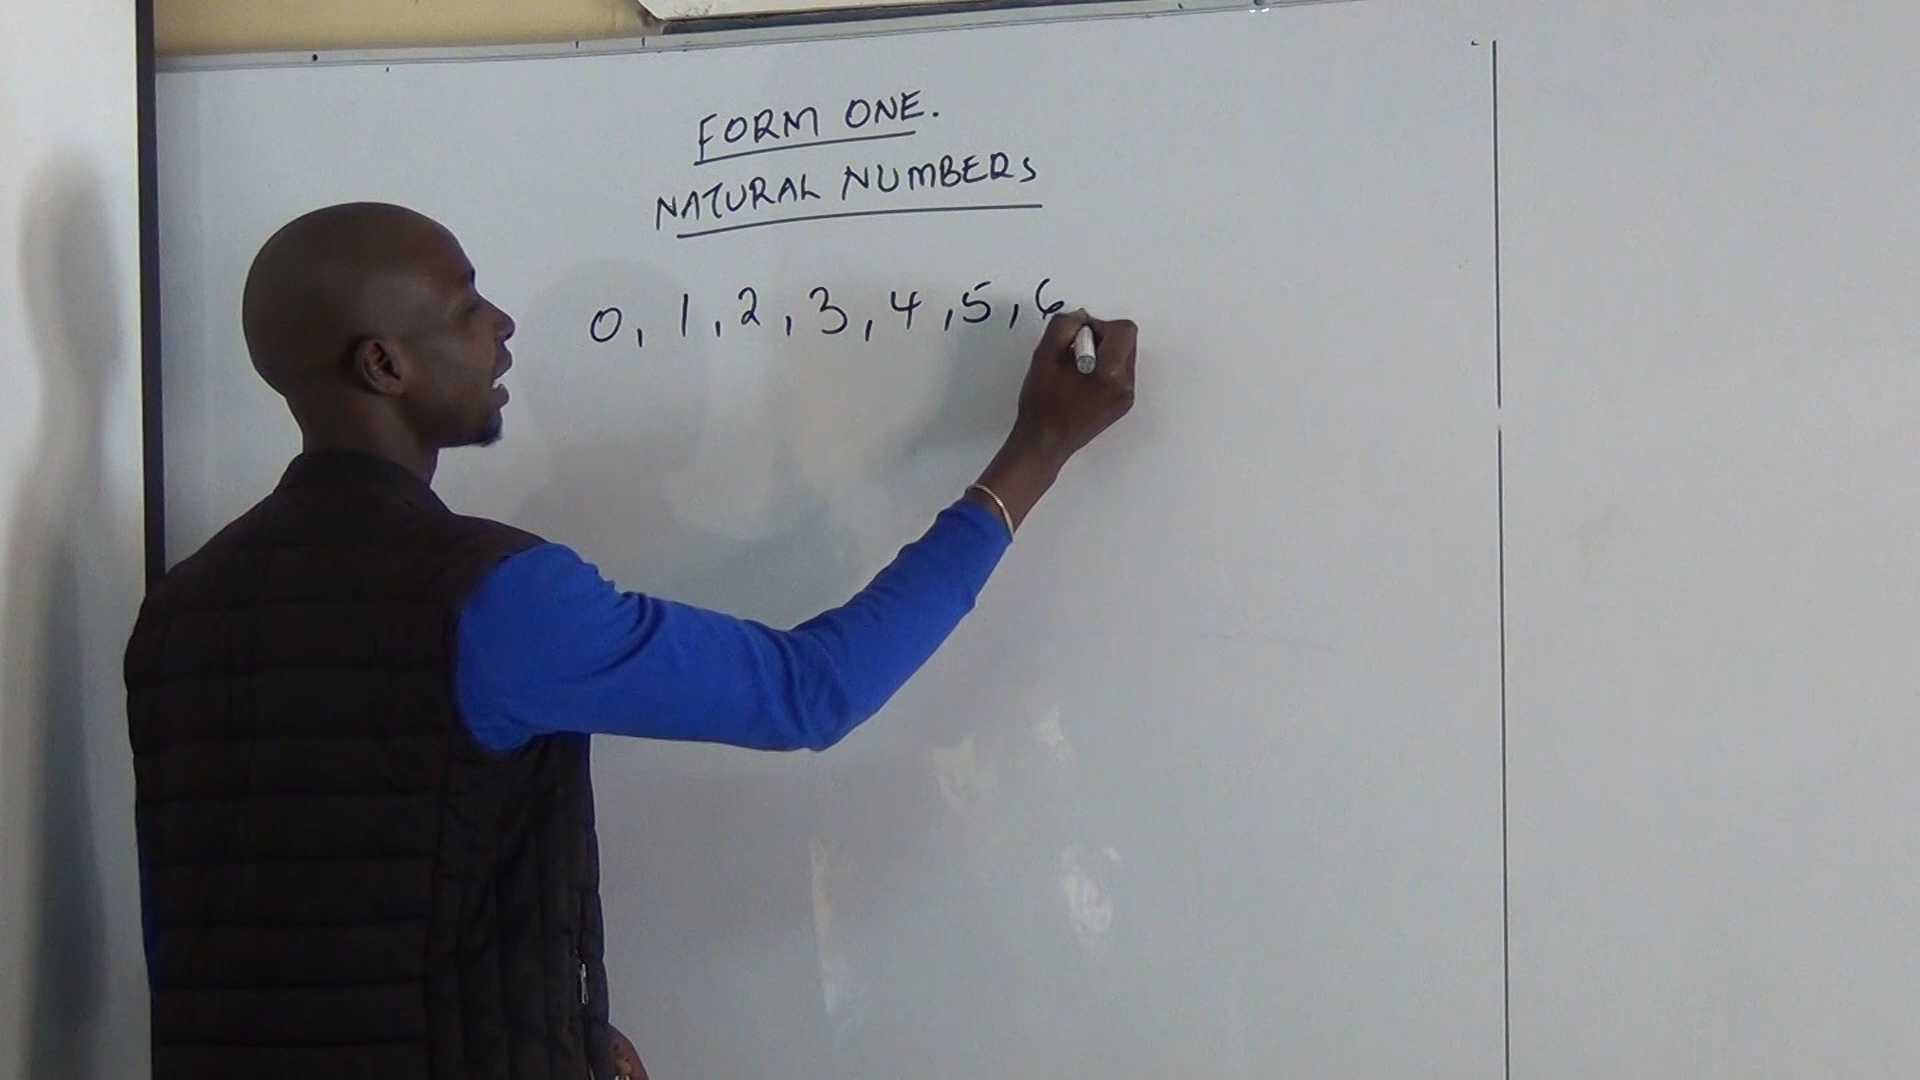 FORM ONE.
NATURAL NUMBERS
0, 1, 2, 3, 4, 5, 6